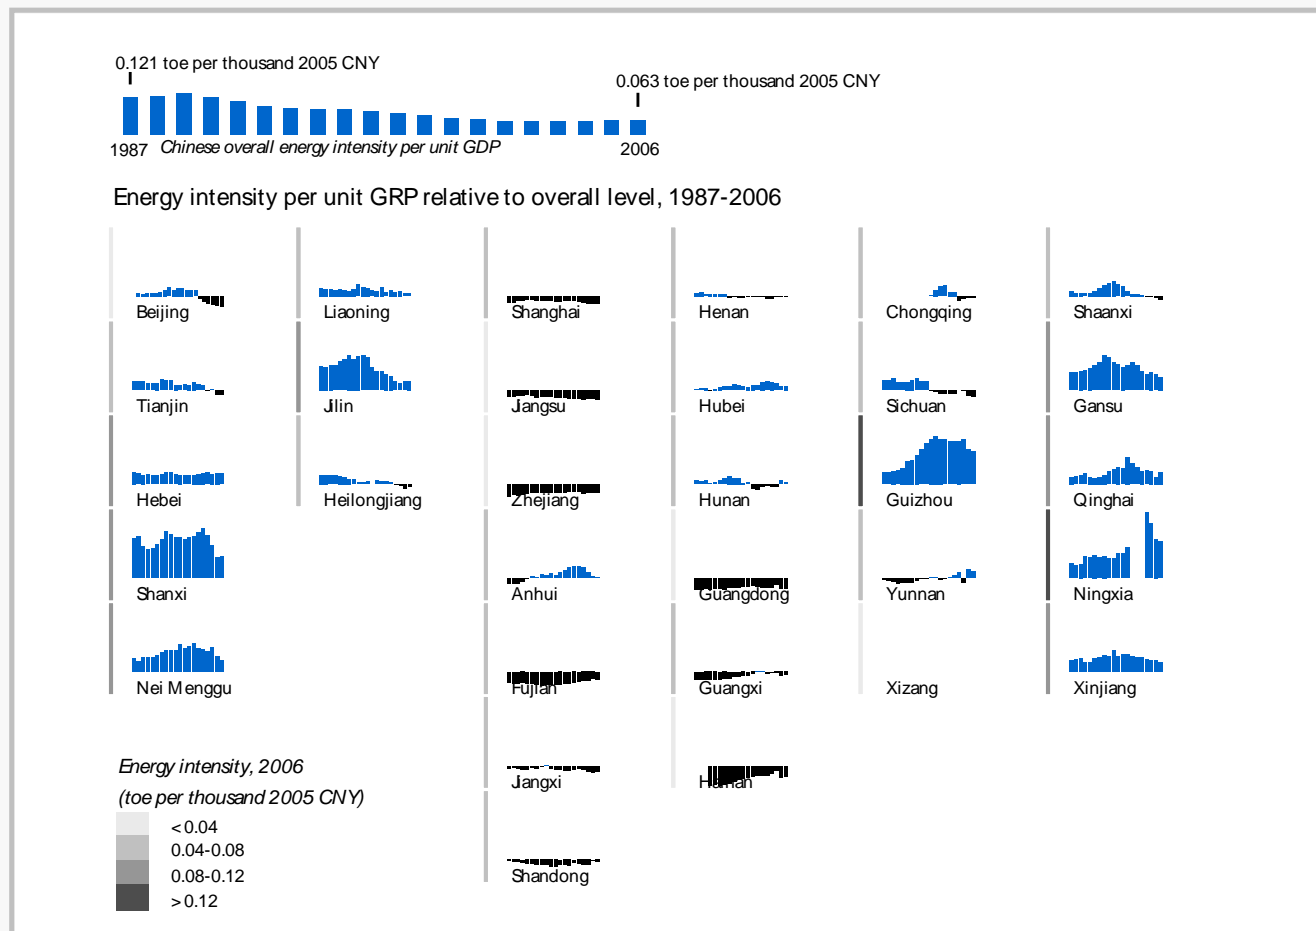 0.121 toe per thousand 2005 CNY
0.063 toe per thousand 2005 CNY
1987 Chinese overall energy intensity per unit GDP 2006
Energy intensity per unit GRP relative to overall level, 1987-2006
Beijing Liaoning Shanghai Henan Chongqing Shaanxi
Tianjin Jilin Jiangsu Hubei Sichuan Gansu
Hebei Heilongjiang Zhejiang Hunan Guizhou Qinghai
Shanxi Anhui Guangdong Yunnan Ningxia
Nei Menggu Fujian Guangxi Xizang Xinjiang
Jiangxi
Shandong
Energy intensity, 2006
(toe per thousand 2005 CNY)
<0.04
0.04-0.08
0.08-0.12
>0.12